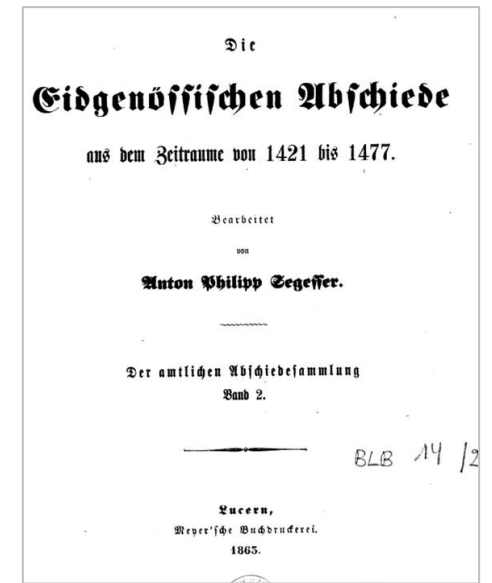 Die
Eidgenössischen Abschiede
aus dem Zeitraume von 1421 bis 1477.
Bearbeitet
von
Anton Philipp Segesser.
Der amtlichen Abschiedesammlung
Band 2.
BLB 14/2
Lucern,
Meyer'sche Buchdruckerei.
1863.